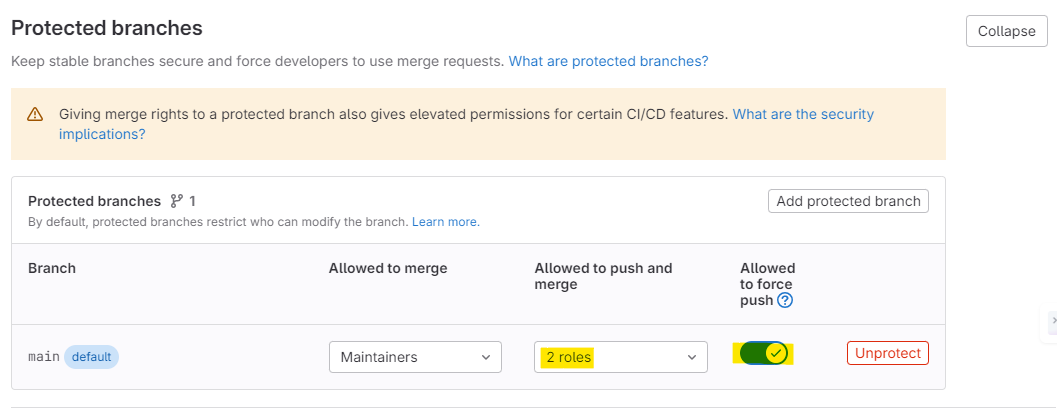 Protected branches
Collapse
Keep stable branches secure and force developers to use merge requests. What are protected branches?
Giving merge rights to a protected branch also gives elevated permissions for certain CI/CD features. What are the security
implications?
Protected branches 1
Add protected branch
By default, protected branches restrict who can modify the branch. Learn more.
Branch
Allowed to merge
Allowed to push and
merge
Allowed
to force
push ?
main default
Maintainers
2 roles
Unprotect